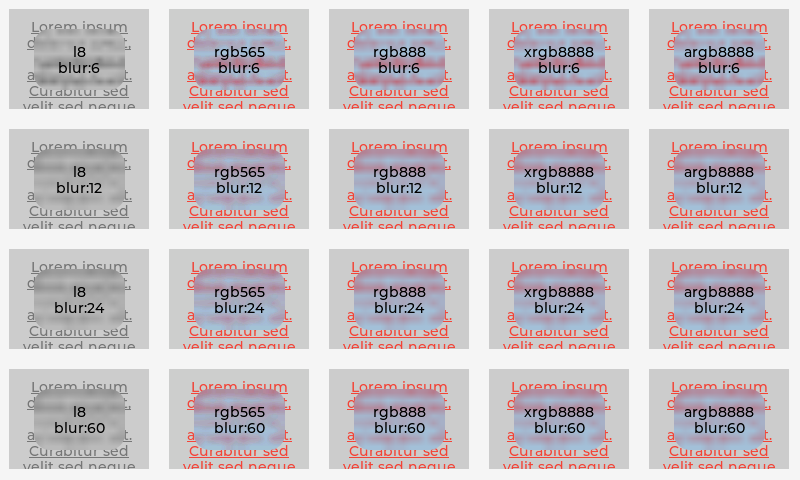 Lorem ipsum
l8
blur:6
Curabitur sed
velit sed neque
Lorem ipsum
rgb565
blur:6
Curabitur sed
velit sed neque
Lorem ipsum
rgb888
blur:6
Curabitur sed
velit sed neque
Lorem ipsum
xrgb8888
blur:6
Curabitur sed
velit sed neque
Lorem ipsum
argb8888
blur:6
Curabitur sed
velit sed neque
Lorem ipsum
l8
blur:12
Curabitur sed
velit sed neque
Lorem ipsum
rgb565
blur:12
Curabitur sed
velit sed neque
Lorem ipsum
rgb888
blur:12
Curabitur sed
velit sed neque
Lorem ipsum
xrgb8888
blur:12
Curabitur sed
velit sed neque
Lorem ipsum
argb8888
blur:12
Curabitur sed
velit sed neque
Lorem ipsum
l8
blur:24
Curabitur sed
velit sed neque
Lorem ipsum
rgb565
blur:24
Curabitur sed
velit sed neque
Lorem ipsum
rgb888
blur:24
Curabitur sed
velit sed neque
Lorem ipsum
xrgb8888
blur:24
Curabitur sed
velit sed neque
Lorem ipsum
argb8888
blur:24
Curabitur sed
velit sed neque
Lorem ipsum
l8
blur:60
Curabitur sed
velit sed neque
Lorem ipsum
rgb565
blur:60
Curabitur sed
velit sed neque
Lorem ipsum
rgb888
blur:60
Curabitur sed
velit sed neque
Lorem ipsum
xrgb8888
blur:60
Curabitur sed
velit sed neque
Lorem ipsum
argb8888
blur:60
Curabitur sed
velit sed neque